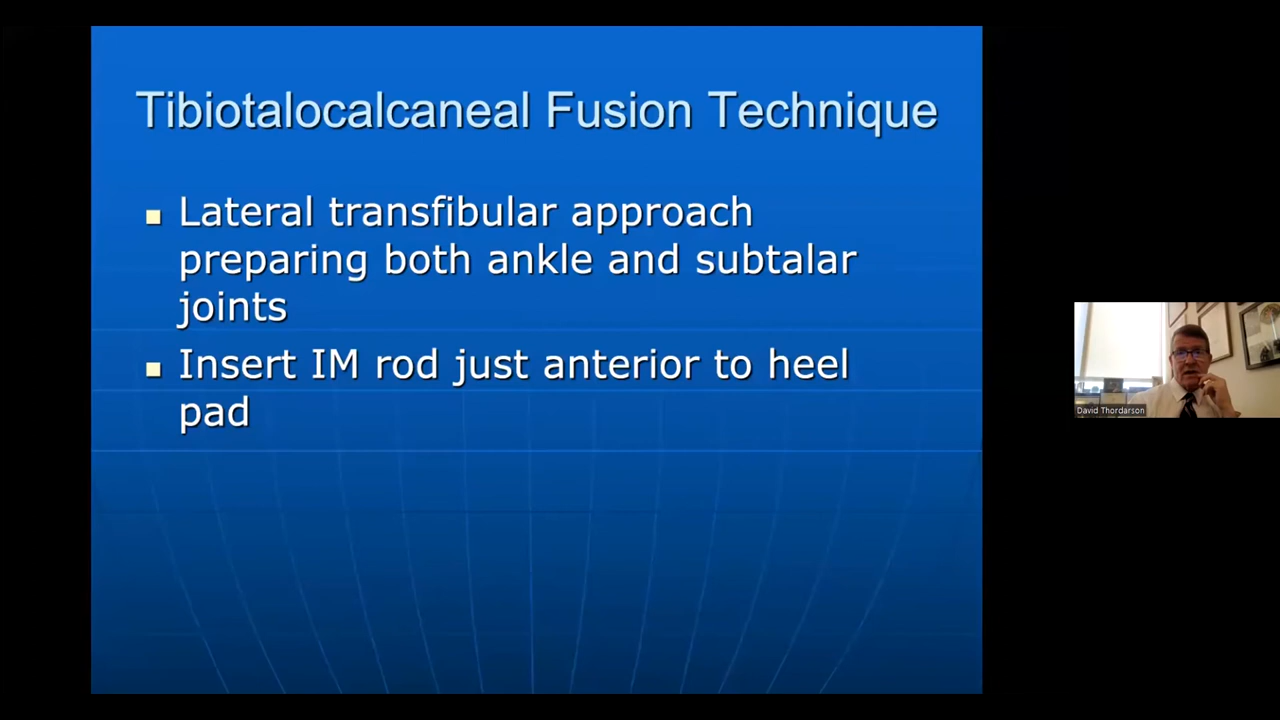 Tibiotalocalcaneal Fusion Technique
Lateral transfibular approach
preparing both ankle and subtalar
joints
Insert IM rod just anterior to heel
pad
David Thordarson